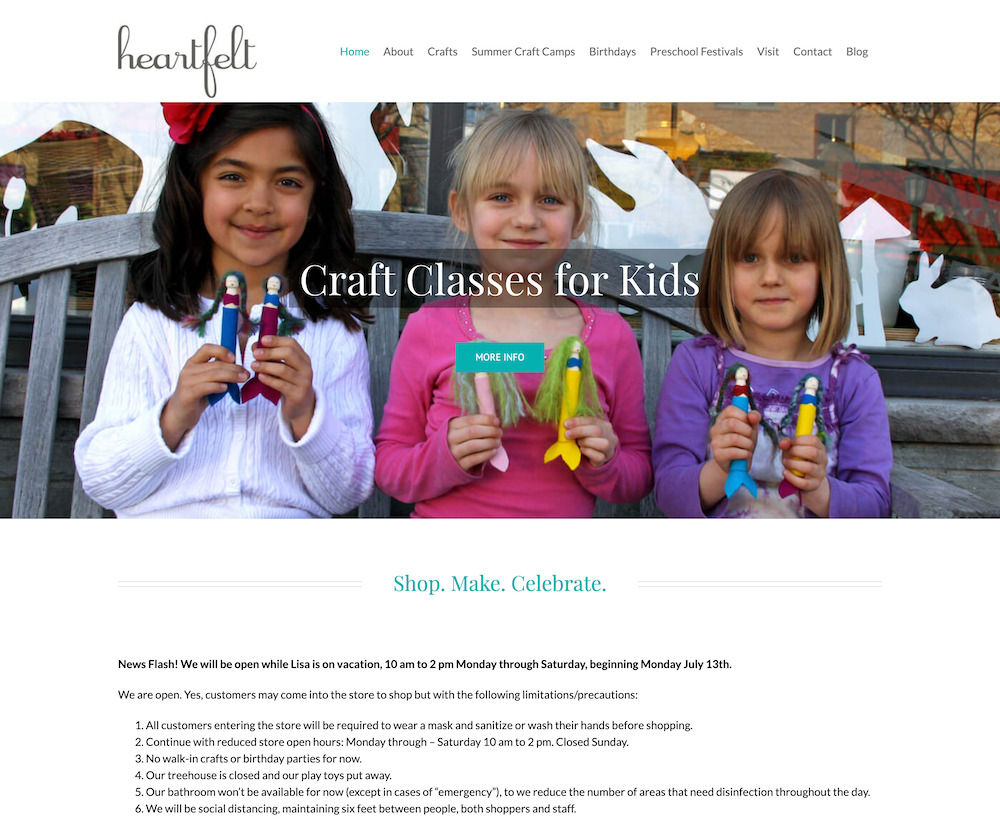 heartfelt
Home About Crafts Summer Craft Camps Birthdays Preschool Festivals Visit Contact Blog
Craft Classes for Kids
MORE INFO
Shop. Make. Celebrate.
News Flash! We will be open while Lisa is on vacation, 10 am to 2 pm Monday through Saturday, beginning Monday July 13th.
We are open. Yes, customers may come into the store to shop but with the following limitations/precautions:
1. All customers entering the store will be required to wear a mask and sanitize or wash their hands before shopping.
2. Continue with reduced store open hours: Monday through – Saturday 10 am to 2 pm. Closed Sunday.
3. No walk-in crafts or birthday parties for now.
4. Our treehouse is closed and our play toys put away.
5. Our bathroom won't be available for now (except in cases of “emergency”), to we reduce the number of areas that need disinfection throughout the day.
6. We will be social distancing, maintaining six feet between people, both shoppers and staff.